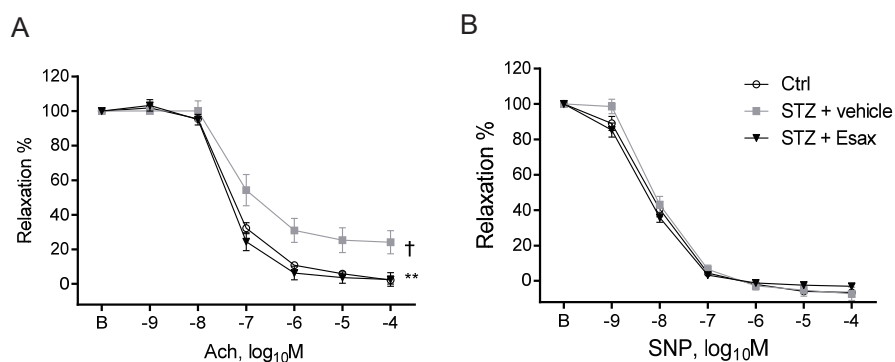 A
Relaxation %
120
100
80
60
40
20
0
†
**
B -9 -8 -7 -6 -5 -4
Ach, log10M
B
Relaxation %
120
100
80
60
40
20
0
Ctrl
STZ + vehicle
STZ + Esax
B -9 -8 -7 -6 -5 -4
SNP, log10M